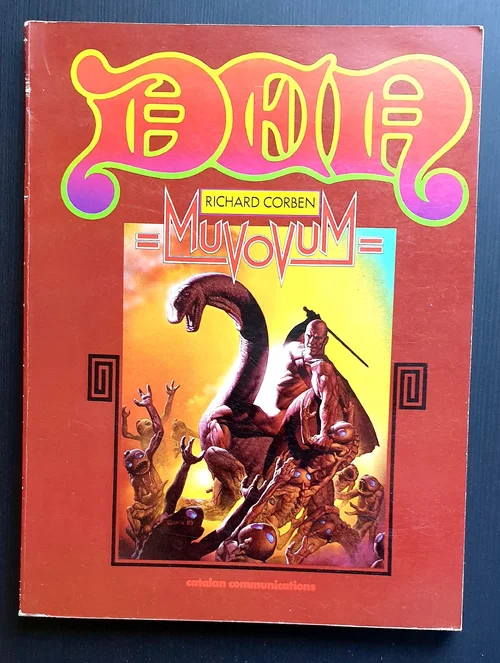 DEN
RICHARD CORBEN
=MUVOVUM=
catalan communications